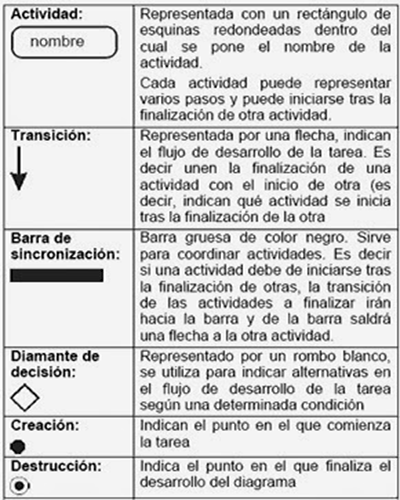 Actividad:
nombre
Representada con un rectángulo de
esquinas redondeadas dentro del
cual se pone el nombre de la
actividad.
Cada actividad puede representar
varios pasos y puede iniciarse tras la
finalización de otra actividad.
Transición:
Representada por una flecha, indican
el flujo de desarrollo de la tarea. Es
decir unen la finalización de una
actividad con el inicio de otra (es
decir, indican qué actividad se inicia
tras la finalización de la otra
Barra de
sincronización:
Barra gruesa de color negro. Sirve
para coordinar actividades. Es decir
si una actividad debe de iniciarse tras
la finalización de otras, la transición
de las actividades a finalizar irán
hacia la barra y de la barra saldrá
una flecha a la otra actividad.
Diamante de
decisión:
Representado por un rombo blanco,
se utiliza para indicar alternativas en
el flujo de desarrollo de la tarea
según una determinada condición
Creación:
Indican el punto en el que comienza
la tarea
Destrucción:
Indica el punto en el que finaliza el
desarrollo del diagrama